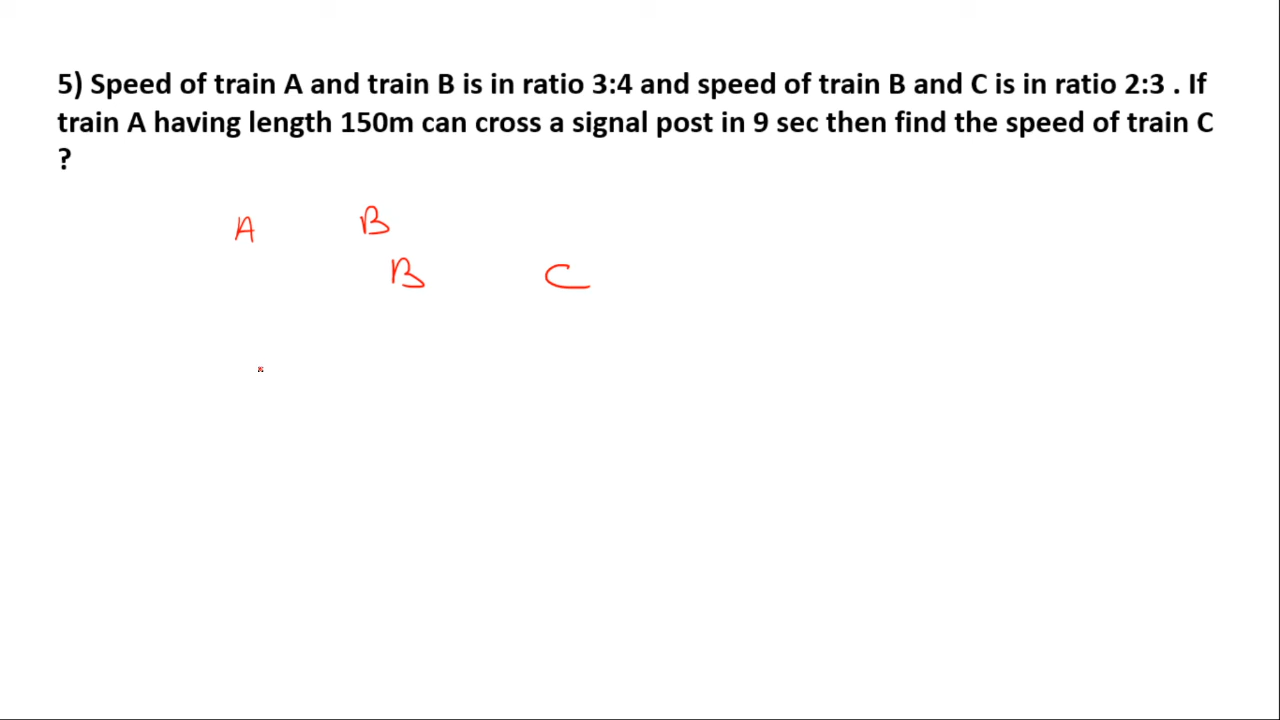 5) Speed of train A and train B is in ratio 3:4 and speed of train B and C is in ratio 2:3 . If
train A having length 150m can cross a signal post in 9 sec then find the speed of train C
?
A B
B C